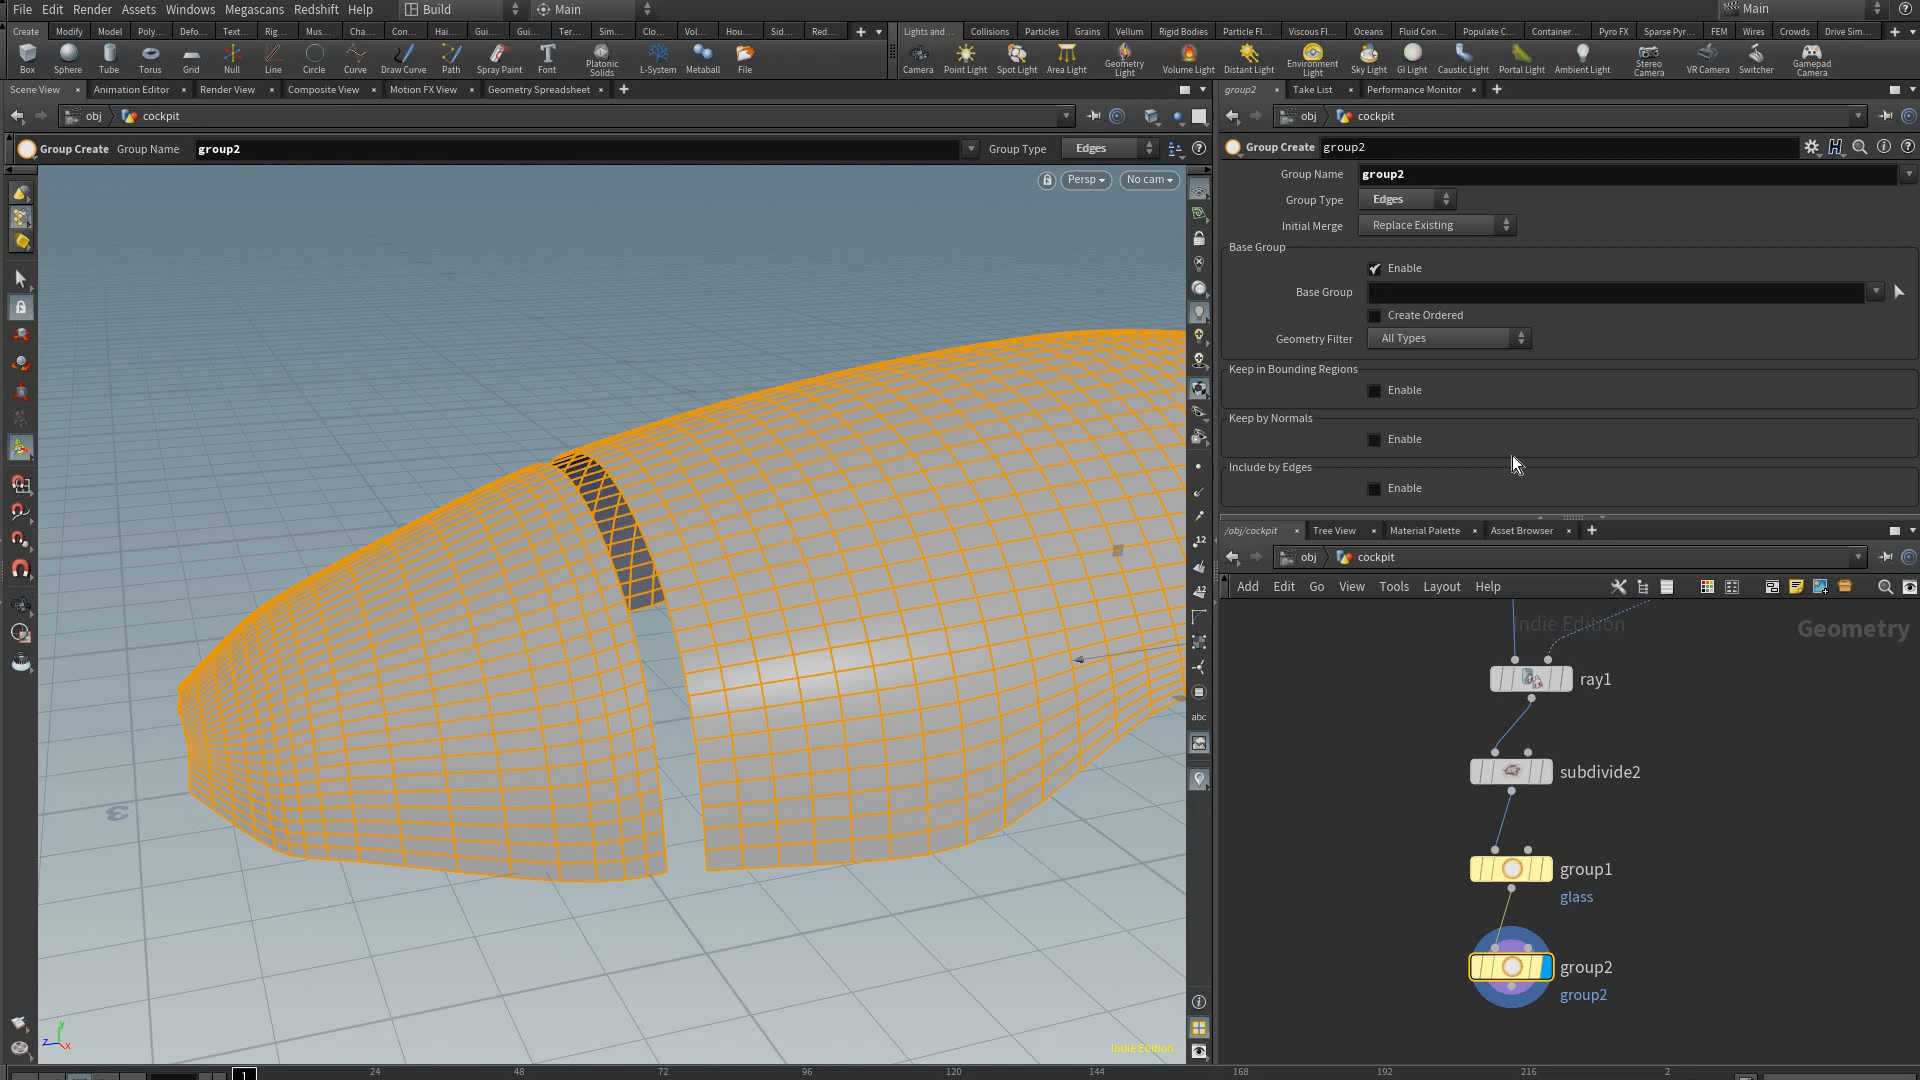 File Edit Render Assets Windows Megascans Redshift Help Build Main Main
Create Modify Model Poly... Defo... Text... Rig... Mus... Cha... Con... Hai... Gui... Gui... Ter... Sim... Clo... Vol... Hou... Sid... Red...
Lights and... Collisions Particles Grains Vellum Rigid Bodies Particle Fl... Viscous Fl... Oceans Fluid Con... Populate C... Container... Pyro FX Sparse Pyr... FEM Wires Crowds Drive Sim...
Box Sphere Tube Torus Grid Null Line Circle Curve Draw Curve Path Spray Paint Font Platonic Solids L-System Metaball File
Camera Point Light Spot Light Area Light Geometry Light Volume Light Distant Light Environment Light Sky Light GI Light Caustic Light Portal Light Ambient Light Stereo Camera VR Camera Switcher Gamepad Camera
Scene View Animation Editor Render View Composite View Motion FX View Geometry Spreadsheet
obj cockpit
Group Create Group Name group2 Group Type Edges
Persp No cam
3
Indie Edition
z y x
12
12
abc
group2 Take List Performance Monitor
obj cockpit
Group Create group2
Group Name group2
Group Type Edges
Initial Merge Replace Existing
Base Group
Enable
Base Group
Create Ordered
Geometry Filter All Types
Keep in Bounding Regions
Enable
Keep by Normals
Enable
Include by Edges
Enable
/obj/cockpit Tree View Material Palette Asset Browser
obj cockpit
Add Edit Go View Tools Layout Help
Indie Edition
Geometry
ray1
subdivide2
group1
glass
group2
group2
1 24 48 72 96 120 144 168 192 216 2